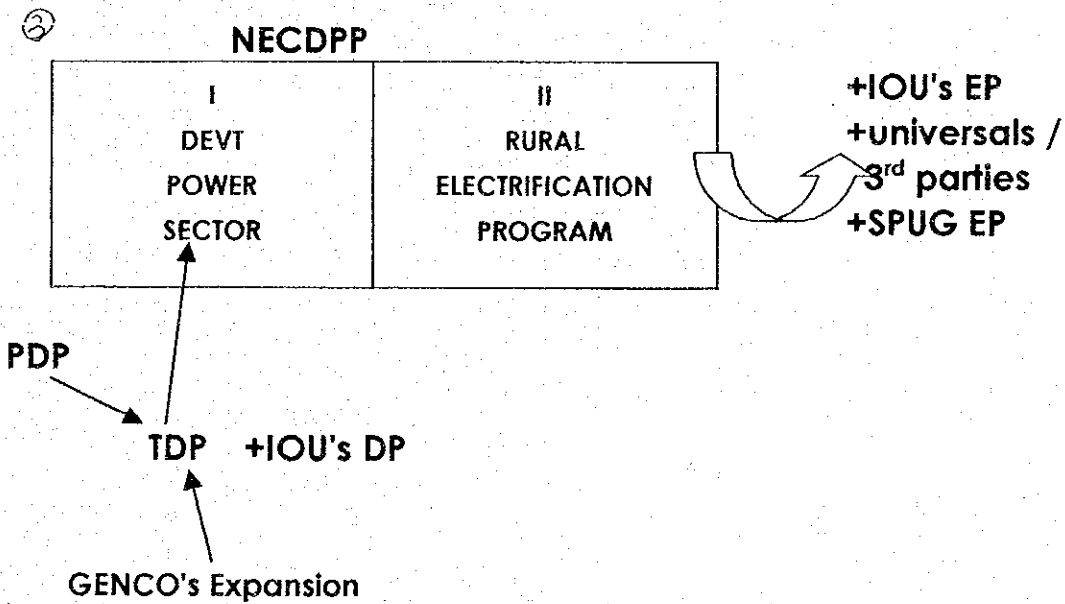 ③
NECDPP
I
DEVT
POWER
SECTOR
II
RURAL
ELECTRIFICATION
PROGRAM
+IOU's EP
+universals /
3rd parties
+SPUG EP
PDP
TDP +IOU's DP
GENCO's Expansion